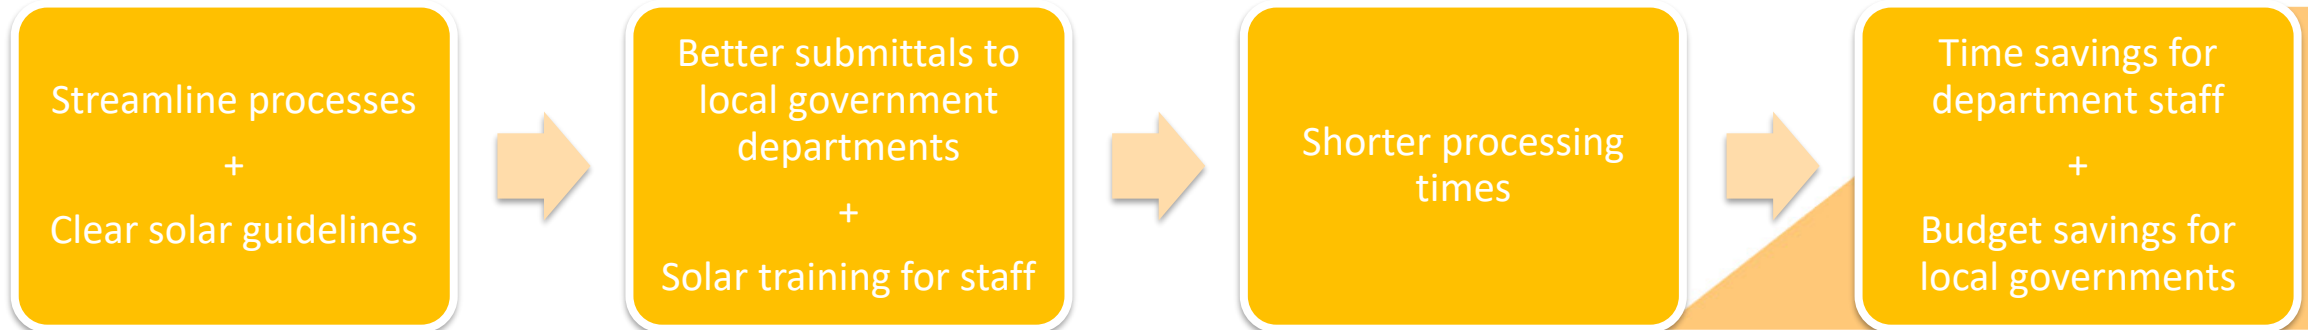 Streamline processes
+
Clear solar guidelines
Better submittals to
local government
departments
+
Solar training for staff
Shorter processing
times
Time savings for
department staff
+
Budget savings for
local governments